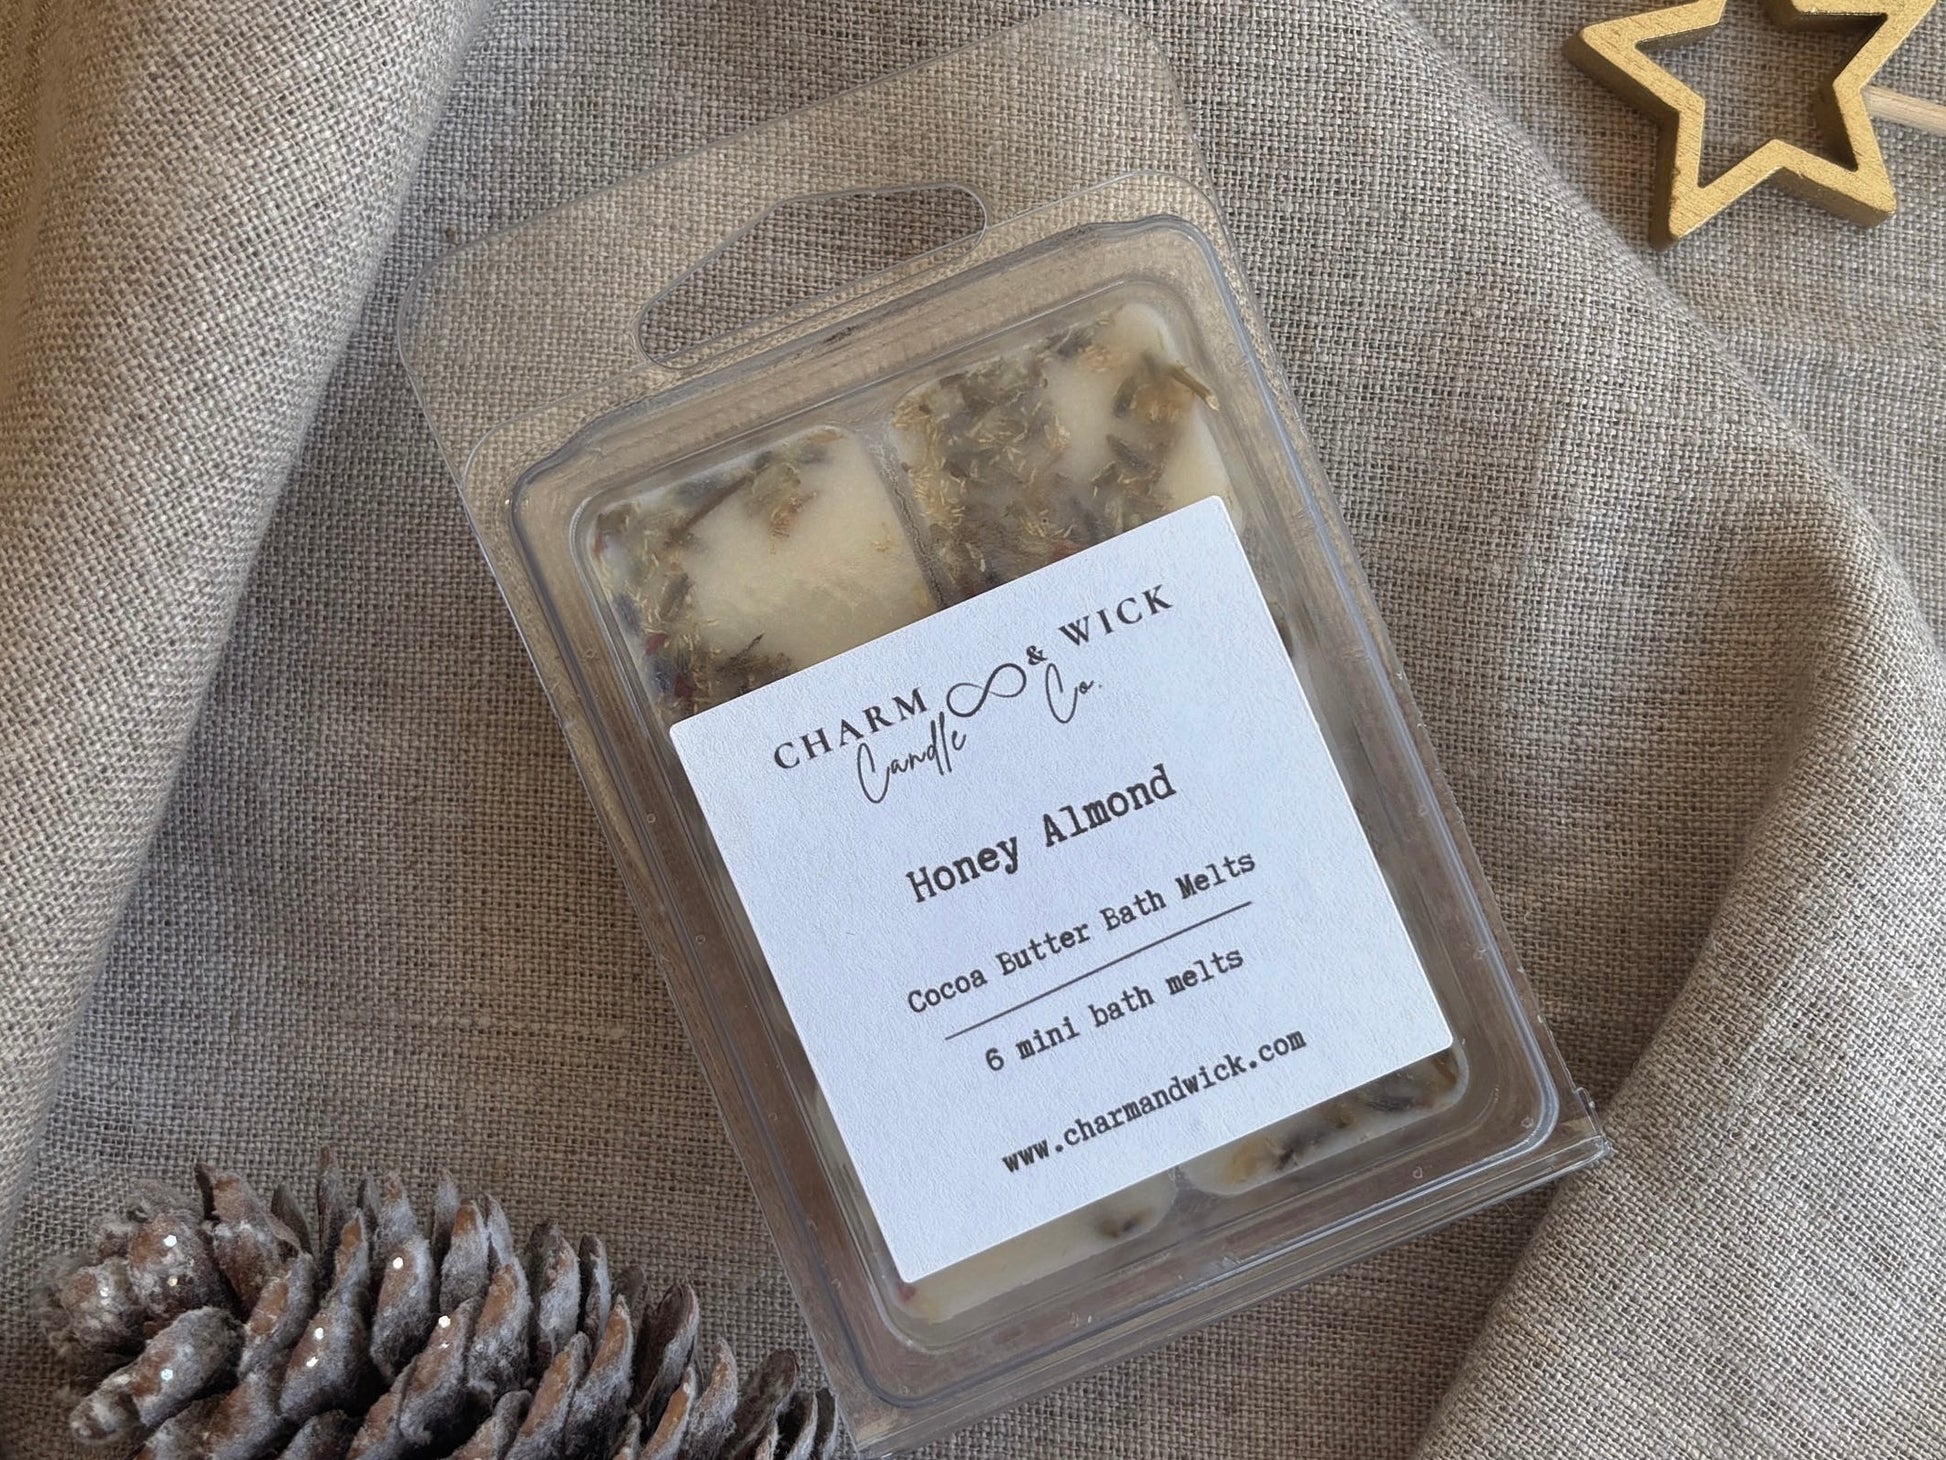 CHARM & WICK
Candle Co.
Honey Almond
Cocoa Butter Bath Melts
6 mini bath melts
www.charmandwick.com